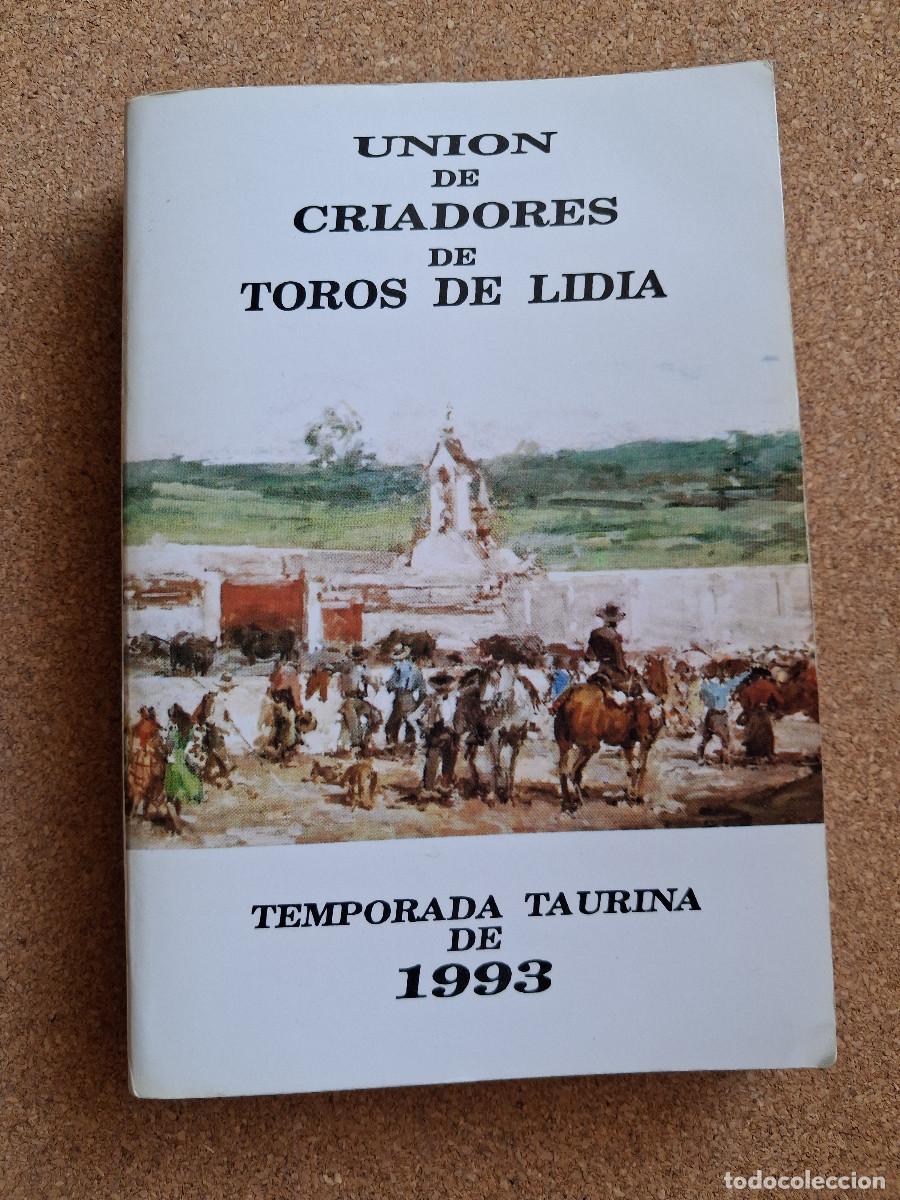 UNION
DE
CRIADORES
DE
TOROS DE LIDIA
TEMPORADA TAURINA
DE
1993
todocoleccion